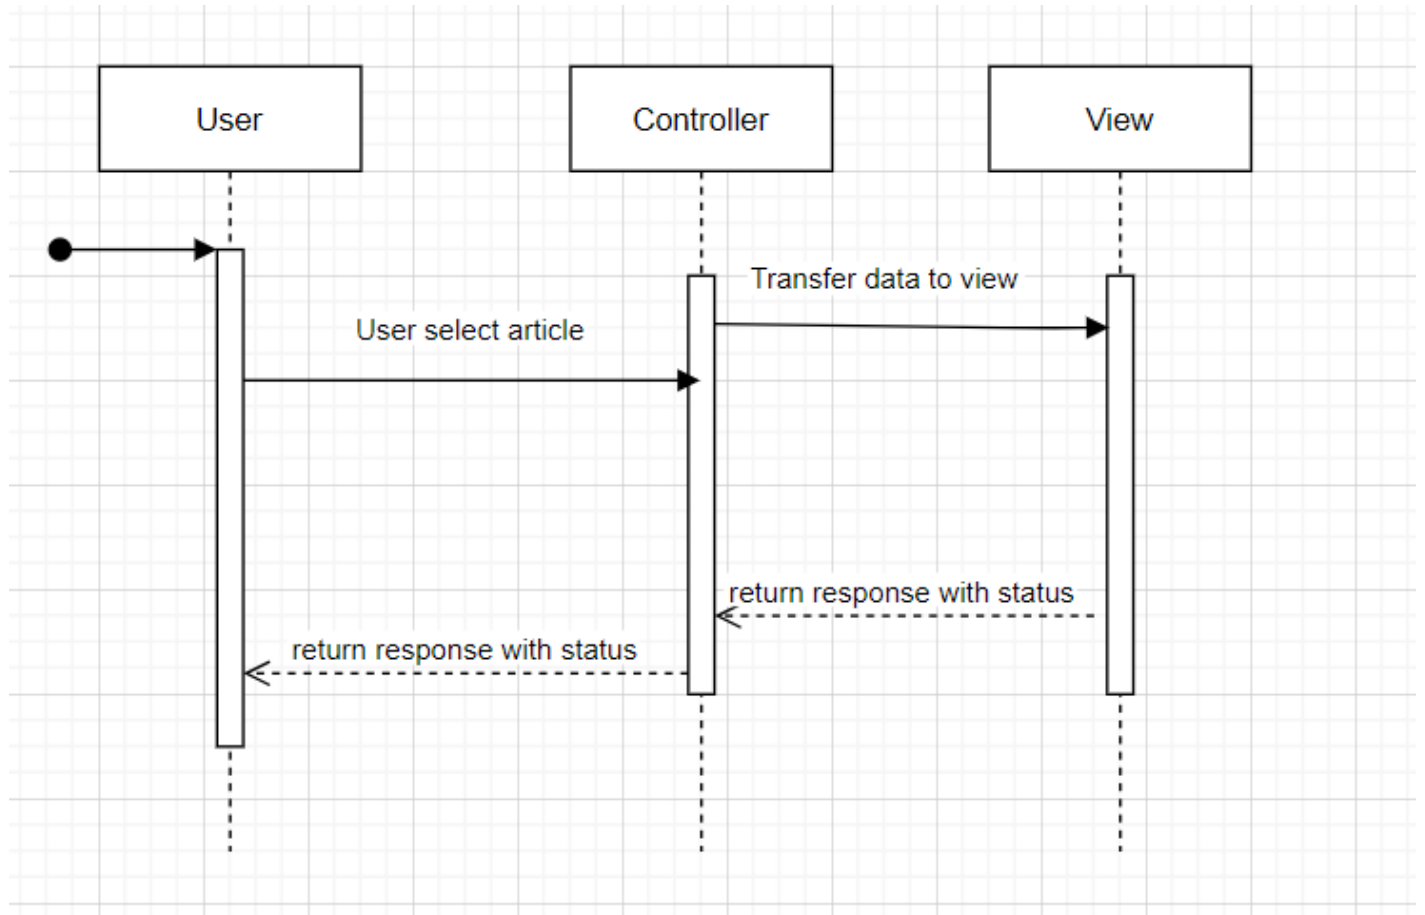 User
Controller
View
Transfer data to view
User select article
return response with status
return response with status